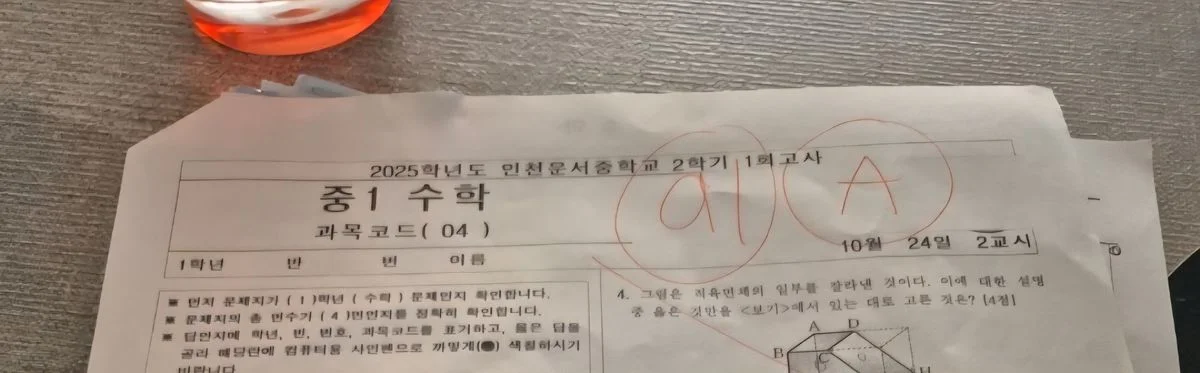 2025학년도 인천문서중학교 2학기 1회고사
91 A
중1 수학
과목코드( 04 )
10월 24일 2교시
1학년 반 번 이름
※ 먼저 문제지가 ( 1 )학년 ( 수학 ) 문제인지 확인합니다.
※ 문제지의 총 면수가 ( 4 )면인지를 정확히 확인합니다.
※ 답안지에 학년, 반, 번호, 과목코드를 표기하고, 옳은 답을
골라 해당란에 컴퓨터용 사인펜으로 까맣게(●) 색칠하시기
바랍니다.
4. 그림은 직육면체의 일부를 잘라낸 것이다. 이에 대한 설명
중 옳은 것만을 <보기>에서 있는 대로 고른 것은? [4점]
A D
B C
H